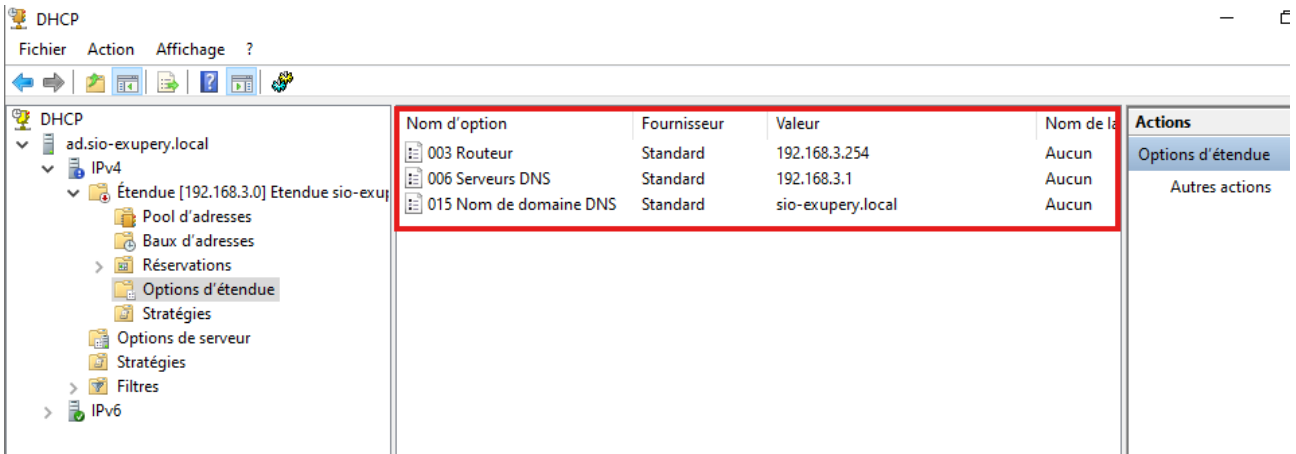 DHCP
Fichier Action Affichage ?
DHCP
ad.sio-exupery.local
IPv4
Étendue [192.168.3.0] Etendue sio-exup
Pool d'adresses
Baux d'adresses
Réservations
Options d'étendue
Stratégies
Options de serveur
Stratégies
Filtres
IPv6
Nom d'option Fournisseur Valeur Nom de la
003 Routeur Standard 192.168.3.254 Aucun
006 Serveurs DNS Standard 192.168.3.1 Aucun
015 Nom de domaine DNS Standard sio-exupery.local Aucun
Actions
Options d'étendue
Autres actions